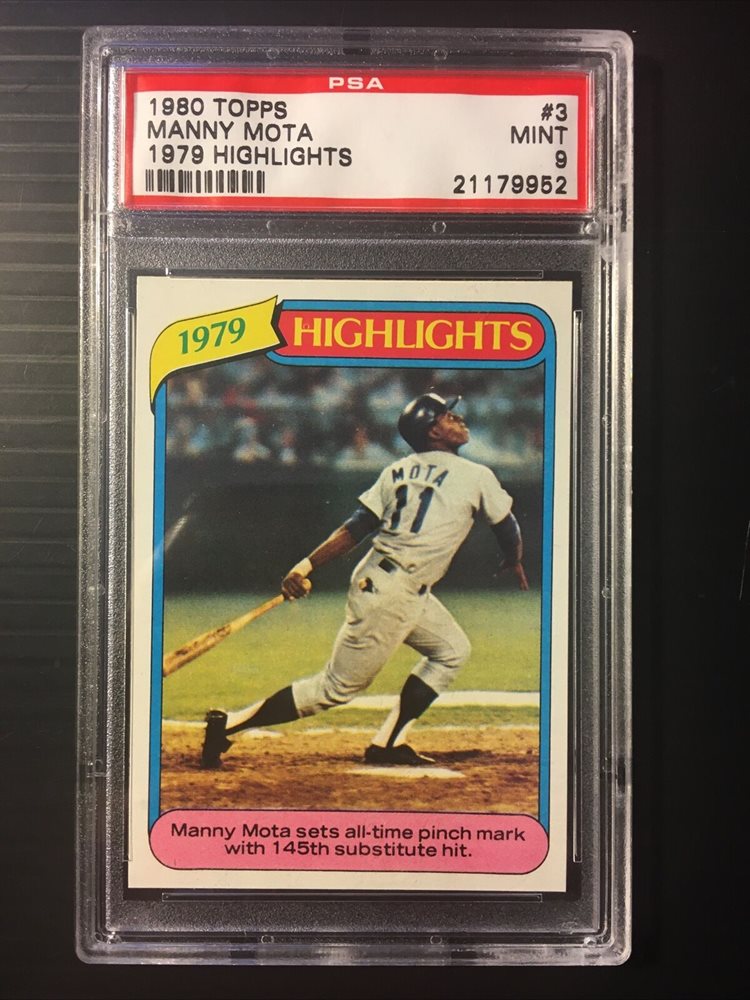 PSA
1980 TOPPS #3
MANNY MOTA MINT
1979 HIGHLIGHTS 9
21179952
1979 HIGHLIGHTS
MOTA
11
Manny Mota sets all-time pinch mark
with 145th substitute hit.